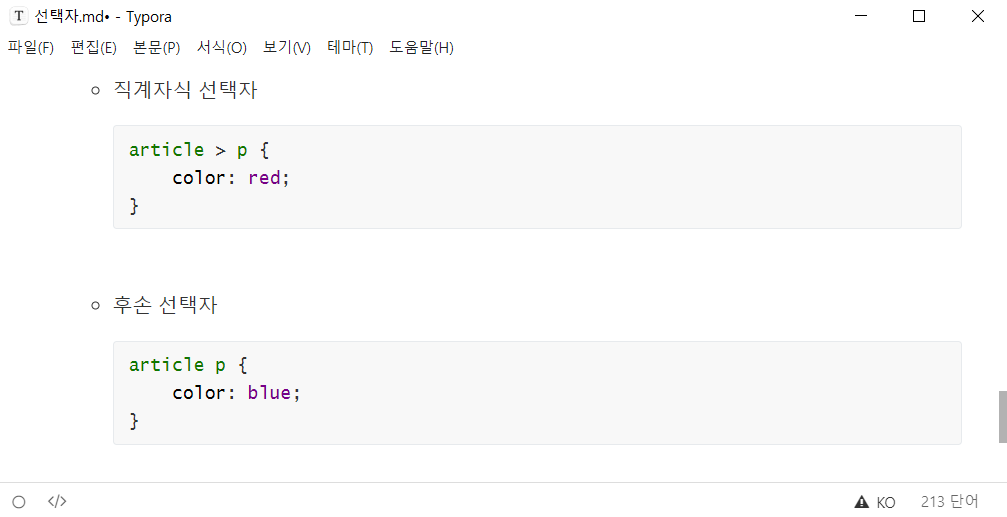 선택자.md• - Typora
파일(F) 편집(E) 본문(P) 서식(O) 보기(V) 테마(T) 도움말(H)
직계자식 선택자
article > p {
    color: red;
}
후손 선택자
article p {
    color: blue;
}
</> KO 213 단어